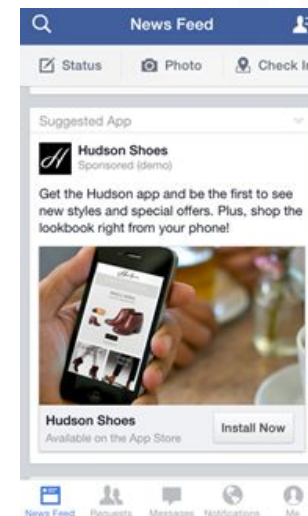 News Feed
Status Photo Check In
Suggested App
Hudson Shoes
Sponsored (demo)
Get the Hudson app and be the first to see
new styles and special offers. Plus, shop the
lookbook right from your phone!
Hudson Shoes
Available on the App Store
Install Now
News Feed Requests Messages Notifications Me